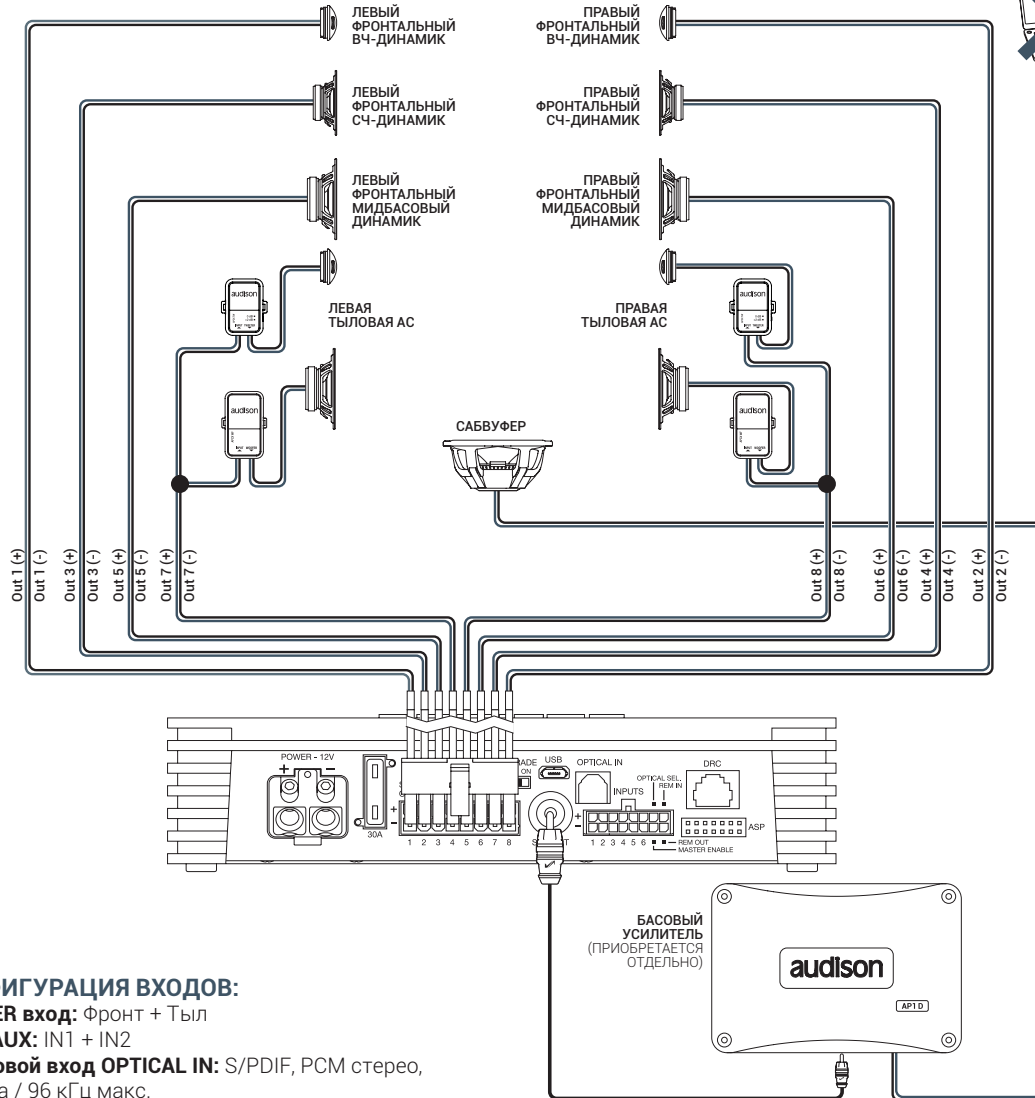 ЛЕВЫЙ
ФРОНТАЛЬНЫЙ
ВЧ-ДИНАМИК
ПРАВЫЙ
ФРОНТАЛЬНЫЙ
ВЧ-ДИНАМИК
ЛЕВЫЙ
ФРОНТАЛЬНЫЙ
СЧ-ДИНАМИК
ПРАВЫЙ
ФРОНТАЛЬНЫЙ
СЧ-ДИНАМИК
ЛЕВЫЙ
ФРОНТАЛЬНЫЙ
МИДБАСОВЫЙ
ДИНАМИК
ПРАВЫЙ
ФРОНТАЛЬНЫЙ
МИДБАСОВЫЙ
ДИНАМИК
audison
ЛЕВАЯ
ТЫЛОВАЯ АС
ПРАВАЯ
ТЫЛОВАЯ АС
audison
audison
audison
САБВУФЕР
Out 1 (+)
Out 1 (-)
Out 3 (+)
Out 3 (-)
Out 5 (+)
Out 5 (-)
Out 7 (+)
Out 7 (-)
Out 8 (+)
Out 8 (-)
Out 6 (+)
Out 6 (-)
Out 4 (+)
Out 4 (-)
Out 2 (+)
Out 2 (-)
POWER - 12V
+ -
30A
+
-
1 2 3 4 5 6 7 8
ON
USB
OPTICAL IN
OPTICAL SEL.
REM IN
INPUTS
+
-
1 2 3 4 5 6
REM OUT
MASTER ENABLE
DRC
ASP
БАСОВЫЙ
УСИЛИТЕЛЬ
(ПРИОБРЕТАЕТСЯ
ОТДЕЛЬНО)
audison
AP1 D
ФИГУРАЦИЯ ВХОДОВ:
ER вход: Фронт + Тыл
AUX: IN1 + IN2
овой вход OPTICAL IN: S/PDIF, PCM стерео,
а / 96 кГц макс.